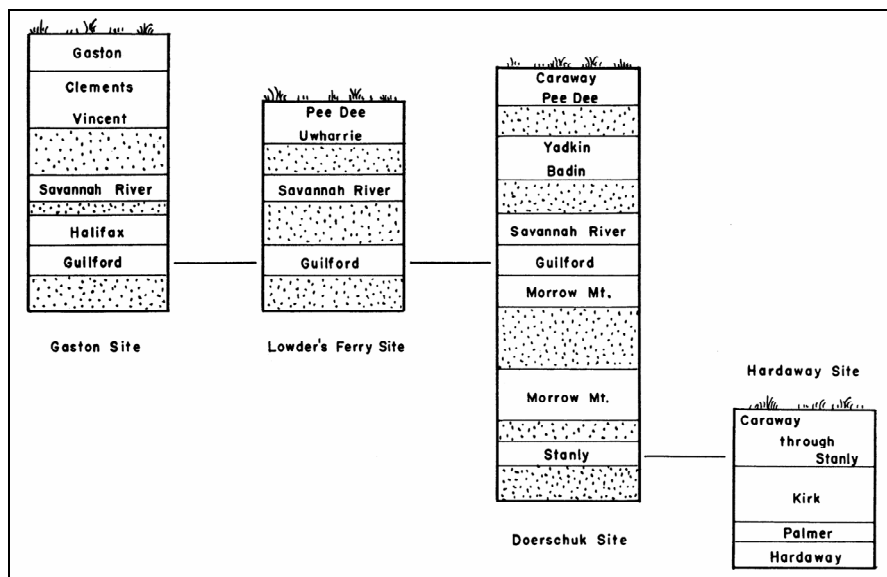 Gaston
Clements
Vincent
Savannah River
Halifax
Guilford
Gaston Site
Pee Dee
Uwharrie
Savannah River
Guilford
Lowder's Ferry Site
Caraway
Pee Dee
Yadkin
Badin
Savannah River
Guilford
Morrow Mt.
Morrow Mt.
Stanly
Doerschuk Site
Hardaway Site
Caraway
through
Stanly
Kirk
Palmer
Hardaway